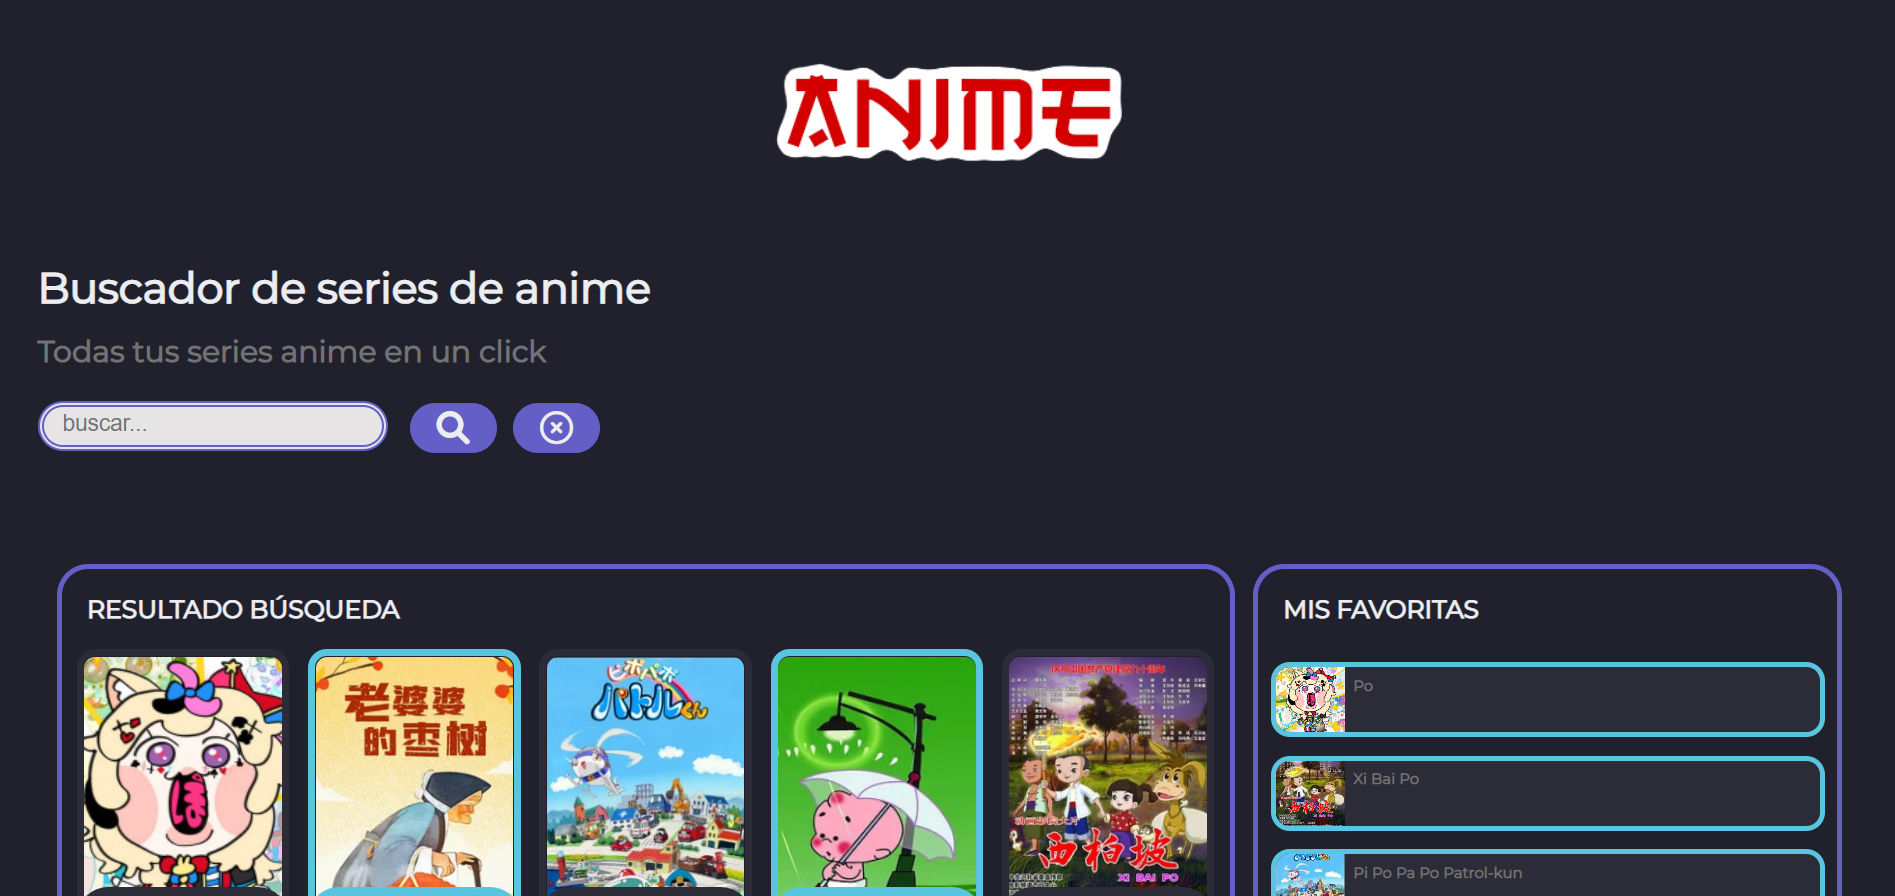 ANIME
Buscador de series de anime
Todas tus series anime en un click
buscar...
RESULTADO BÚSQUEDA
老婆婆
的枣树
ピポパポ
パトルくん
西柏坡
XI BAI PO
MIS FAVORITAS
Po
Xi Bai Po
Pi Po Pa Po Patrol-kun